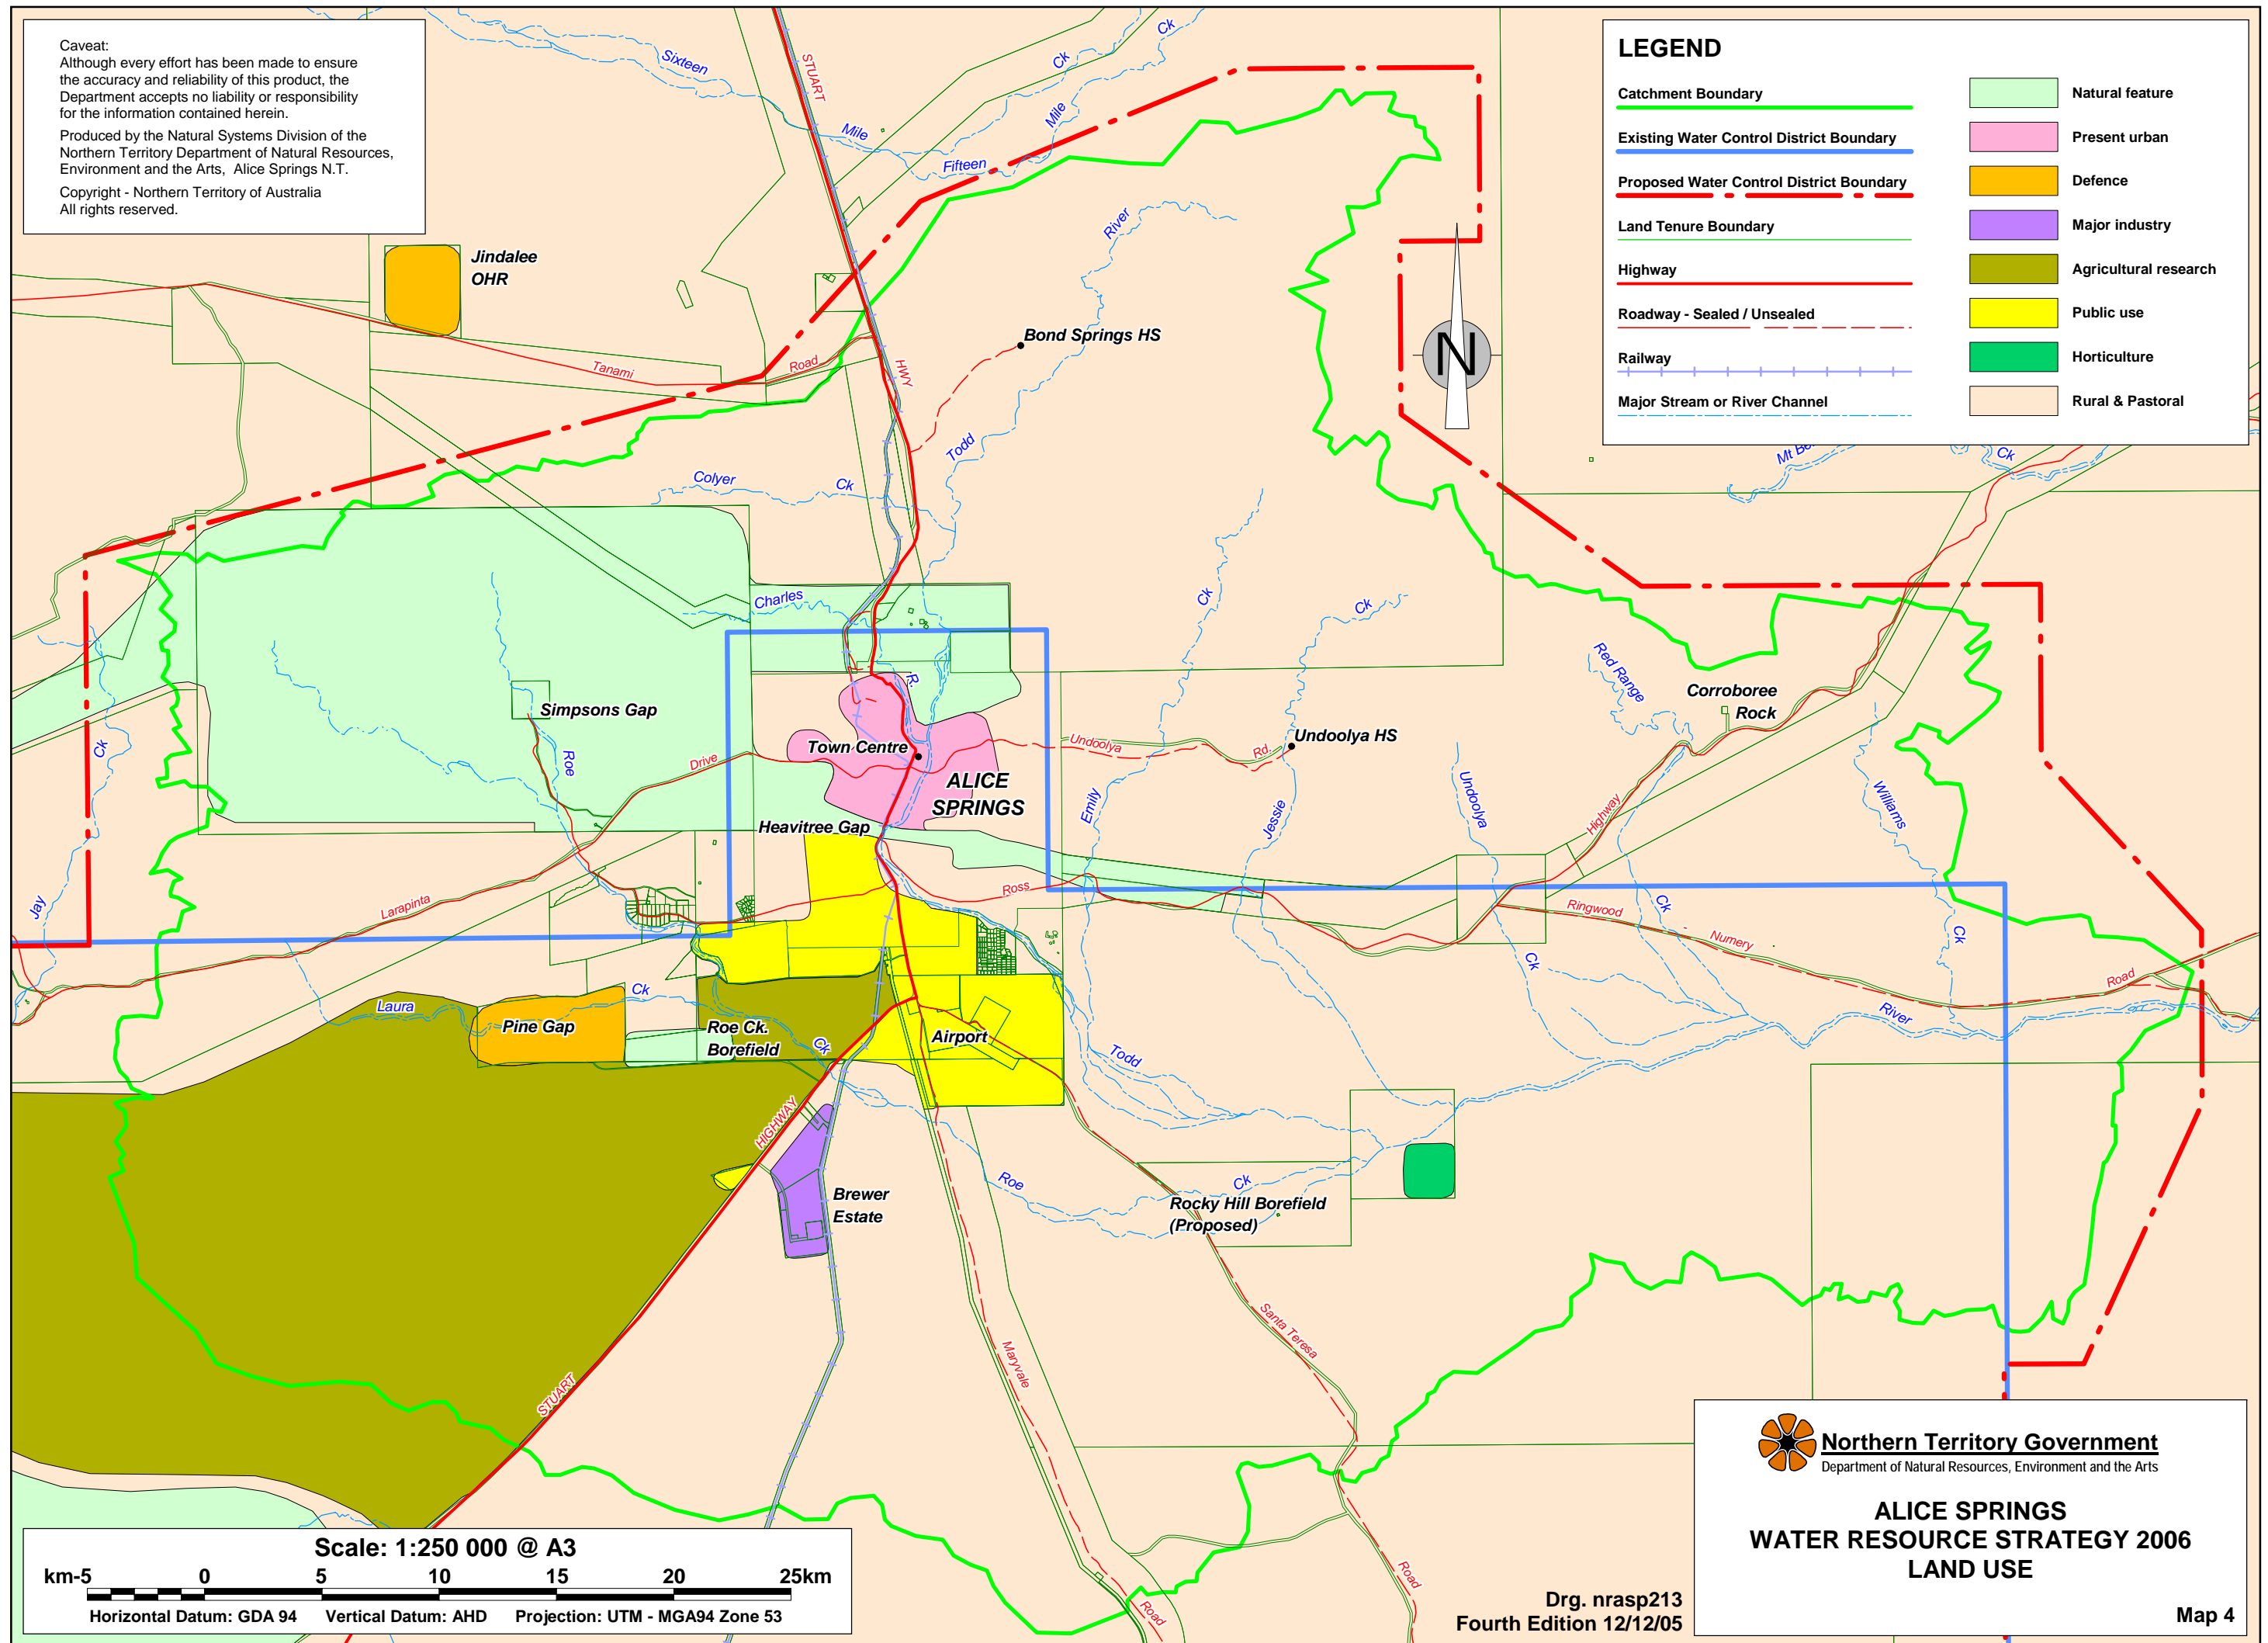 Caveat:
Although every effort has been made to ensure
the accuracy and reliability of this product, the
Department accepts no liability or responsibility
for the information contained herein.
Produced by the Natural Systems Division of the
Northern Territory Department of Natural Resources,
Environment and the Arts, Alice Springs N.T.
Copyright - Northern Territory of Australia
All rights reserved.
LEGEND
Catchment Boundary
Existing Water Control District Boundary
Proposed Water Control District Boundary
Land Tenure Boundary
Highway
Roadway - Sealed / Unsealed
Railway
Major Stream or River Channel
Natural feature
Present urban
Defence
Major industry
Agricultural research
Public use
Horticulture
Rural & Pastoral
N
Sixteen
Mile
Ck
STUART
Fifteen
Mile
Ck
River
Jindalee
OHR
Bond Springs HS
Tanami
Road
HWY
Todd
Colyer
Ck
Mt
Ck
Charles
Ck
Ck
Red Range
Corroboree
Rock
R.
Simpsons Gap
Roe
Ck
Drive
Town Centre
Undoolya
Rd.
Undoolya HS
ALICE
SPRINGS
Heavitree Gap
Emily
Jessie
Undoolya
Highway
Williams
Jay
Larapinta
Ross
Ringwood
Ck
Numery
Ck
Ck
Road
River
Laura
Ck
Pine Gap
Roe Ck.
Borefield
Ck
Airport
Todd
HIGHWAY
Roe
Ck
Brewer
Estate
Rocky Hill Borefield
(Proposed)
Santa Teresa
Maryvale
STUART
Road
Road
Scale: 1:250 000 @ A3
km-5 0 5 10 15 20 25km
Horizontal Datum: GDA 94 Vertical Datum: AHD Projection: UTM - MGA94 Zone 53
Drg. nrasp213
Fourth Edition 12/12/05
Northern Territory Government
Department of Natural Resources, Environment and the Arts
ALICE SPRINGS
WATER RESOURCE STRATEGY 2006
LAND USE
Map 4